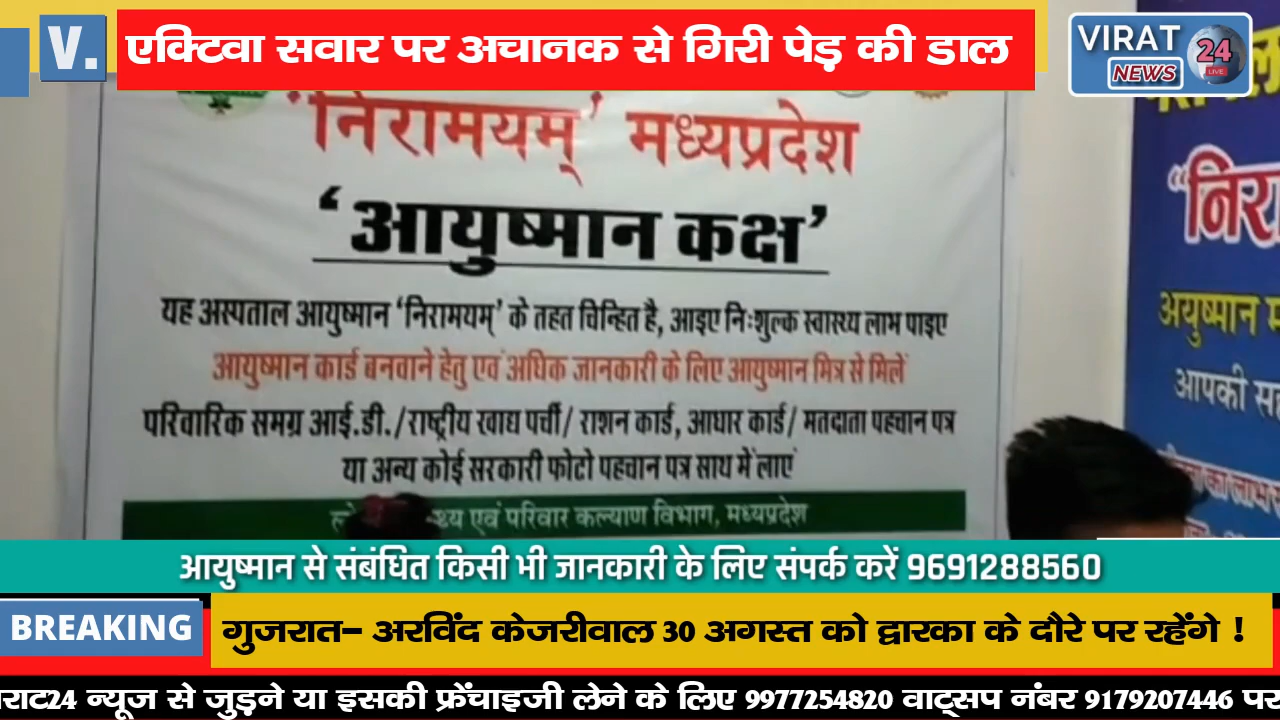 V.
एक्टिवा सवार पर अचानक से गिरी पेड़ की डाल
VIRAT
NEWS
24
LIVE
'निरामयम्' मध्यप्रदेश
'आयुष्मान कक्ष'
यह अस्पताल आयुष्मान 'निरामयम्' के तहत चिन्हित है, आइए निःशुल्क स्वास्थ्य लाभ पाइए
आयुष्मान कार्ड बनवाने हेतु एवं अधिक जानकारी के लिए आयुष्मान मित्र से मिलें
परिवारिक समग्र आई.डी./राष्ट्रीय खाद्य पर्ची/ राशन कार्ड, आधार कार्ड/ मतदाता पहचान पत्र
या अन्य कोई सरकारी फोटो पहचान पत्र साथ में लाएं
एवं परिवार कल्याण विभाग, मध्यप्रदेश
"निरा
अयुष्मान
आपकी
का लाभ
आयुष्मान से संबंधित किसी भी जानकारी के लिए संपर्क करें 9691288560
BREAKING
गुजरात- अरविंद केजरीवाल 30 अगस्त को द्वारका के दौरे पर रहेंगे !
राट24 न्यूज से जुड़ने या इसकी फ्रेंचाइजी लेने के लिए 9977254820 वाट्सप नंबर 9179207446 पर